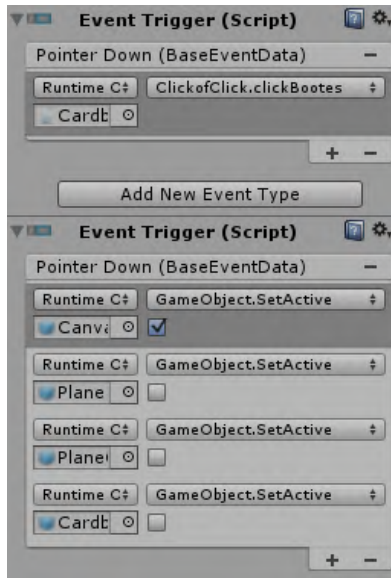 Event Trigger (Script)
Pointer Down (BaseEventData)
Runtime C ClickofClick.clickBootes
Cardb
Add New Event Type
Event Trigger (Script)
Pointer Down (BaseEventData)
Runtime C GameObject.SetActive
Canva
Runtime C GameObject.SetActive
Plane
Runtime C GameObject.SetActive
Plane
Runtime C GameObject.SetActive
Cardb